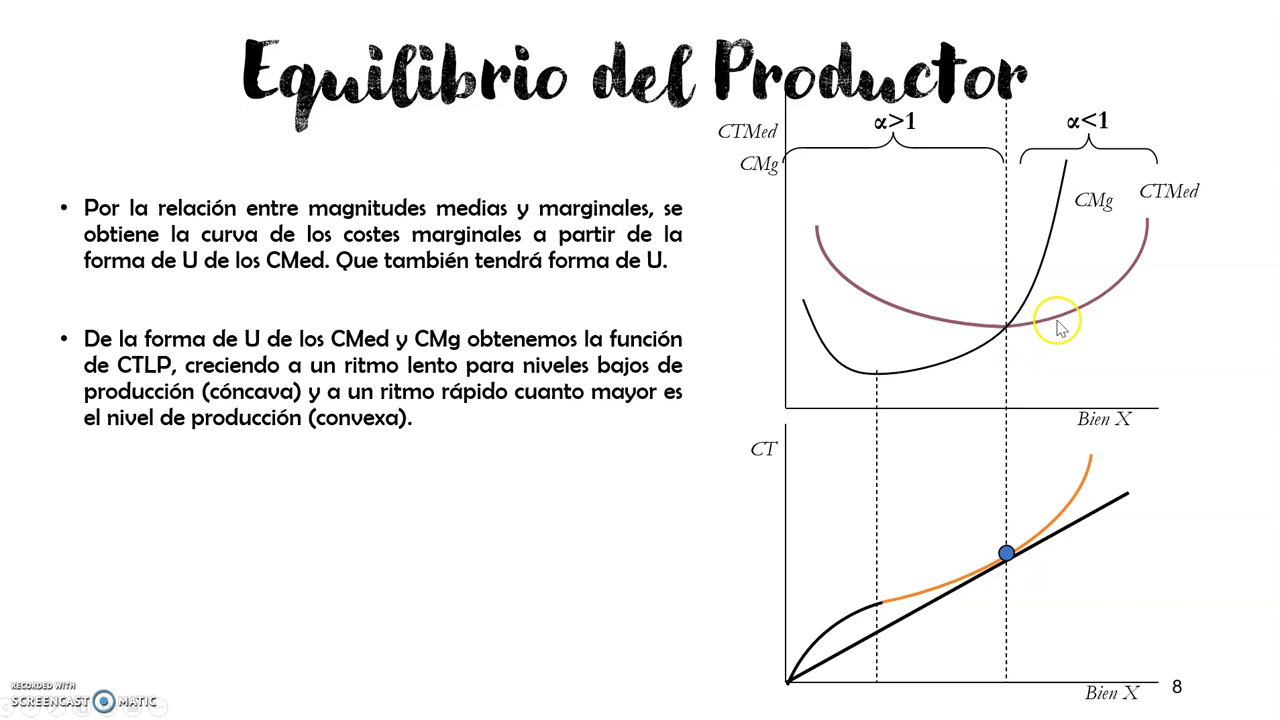 Equilibrio del Productor
• Por la relación entre magnitudes medias y marginales, se
obtiene la curva de los costes marginales a partir de la
forma de U de los CMed. Que también tendrá forma de U.
• De la forma de U de los CMed y CMg obtenemos la función
de CTLP, creciendo a un ritmo lento para niveles bajos de
producción (cóncava) y a un ritmo rápido cuanto mayor es
el nivel de producción (convexa).
CTMed
CMg
α>1
α<1
CMg
CTMed
Bien X
CT
Bien X
8
RECORDED WITH
SCREENCAST MATIC